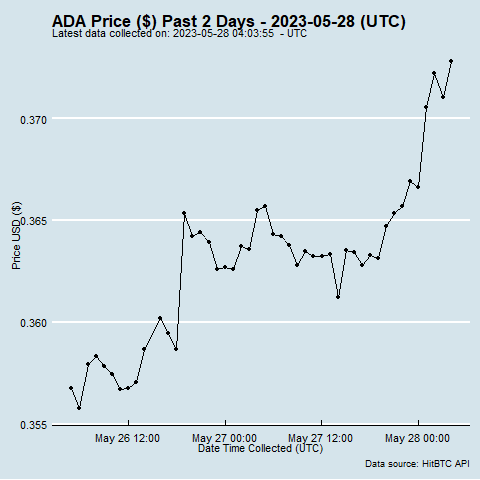 ADA Price ($) Past 2 Days - 2023-05-28 (UTC)
Latest data collected on: 2023-05-28 04:03:55 - UTC
0.370
0.365
0.360
0.355
Price USD ($)
May 26 12:00
May 27 00:00
May 27 12:00
May 28 00:00
Date Time Collected (UTC)
Data source: HitBTC API